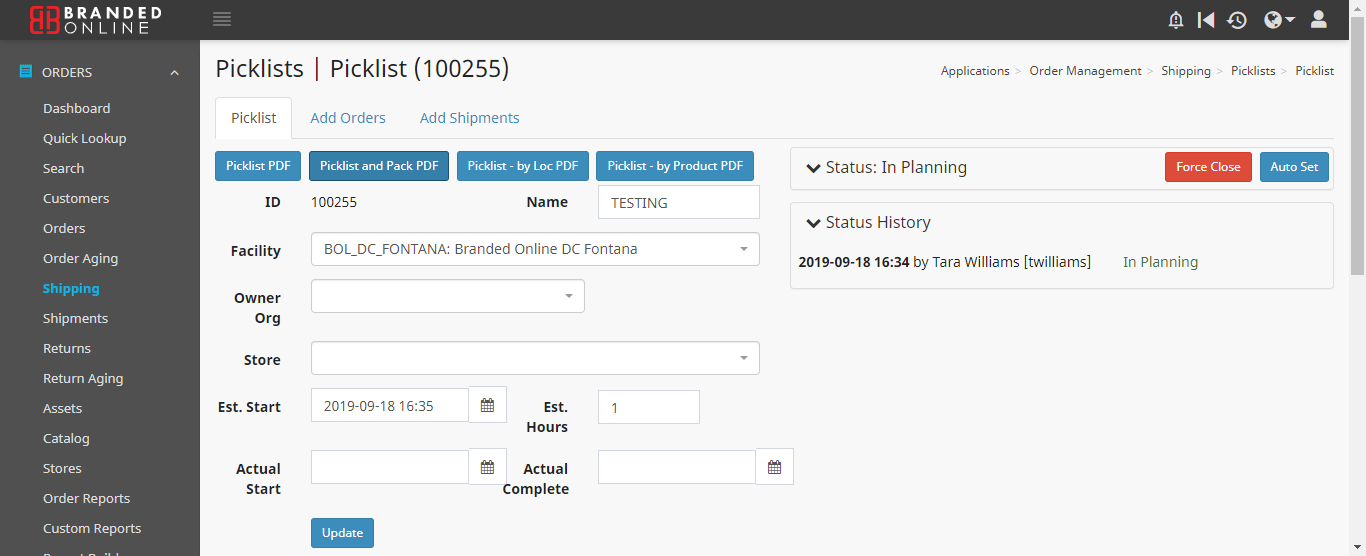 BRANDED
ONLINE
ORDERS
Dashboard
Quick Lookup
Search
Customers
Orders
Order Aging
Shipping
Shipments
Returns
Return Aging
Assets
Catalog
Stores
Order Reports
Custom Reports
Picklists | Picklist (100255)
Applications > Order Management > Shipping > Picklists > Picklist
Picklist Add Orders Add Shipments
Picklist PDF Picklist and Pack PDF Picklist - by Loc PDF Picklist - by Product PDF
ID 100255 Name TESTING
Facility BOL_DC_FONTANA: Branded Online DC Fontana
Owner
Org
Store
Est. Start 2019-09-18 16:35 Est.
Hours 1
Actual
Start
Actual
Complete
Update
Status: In Planning Force Close Auto Set
Status History
2019-09-18 16:34 by Tara Williams [twilliams] In Planning